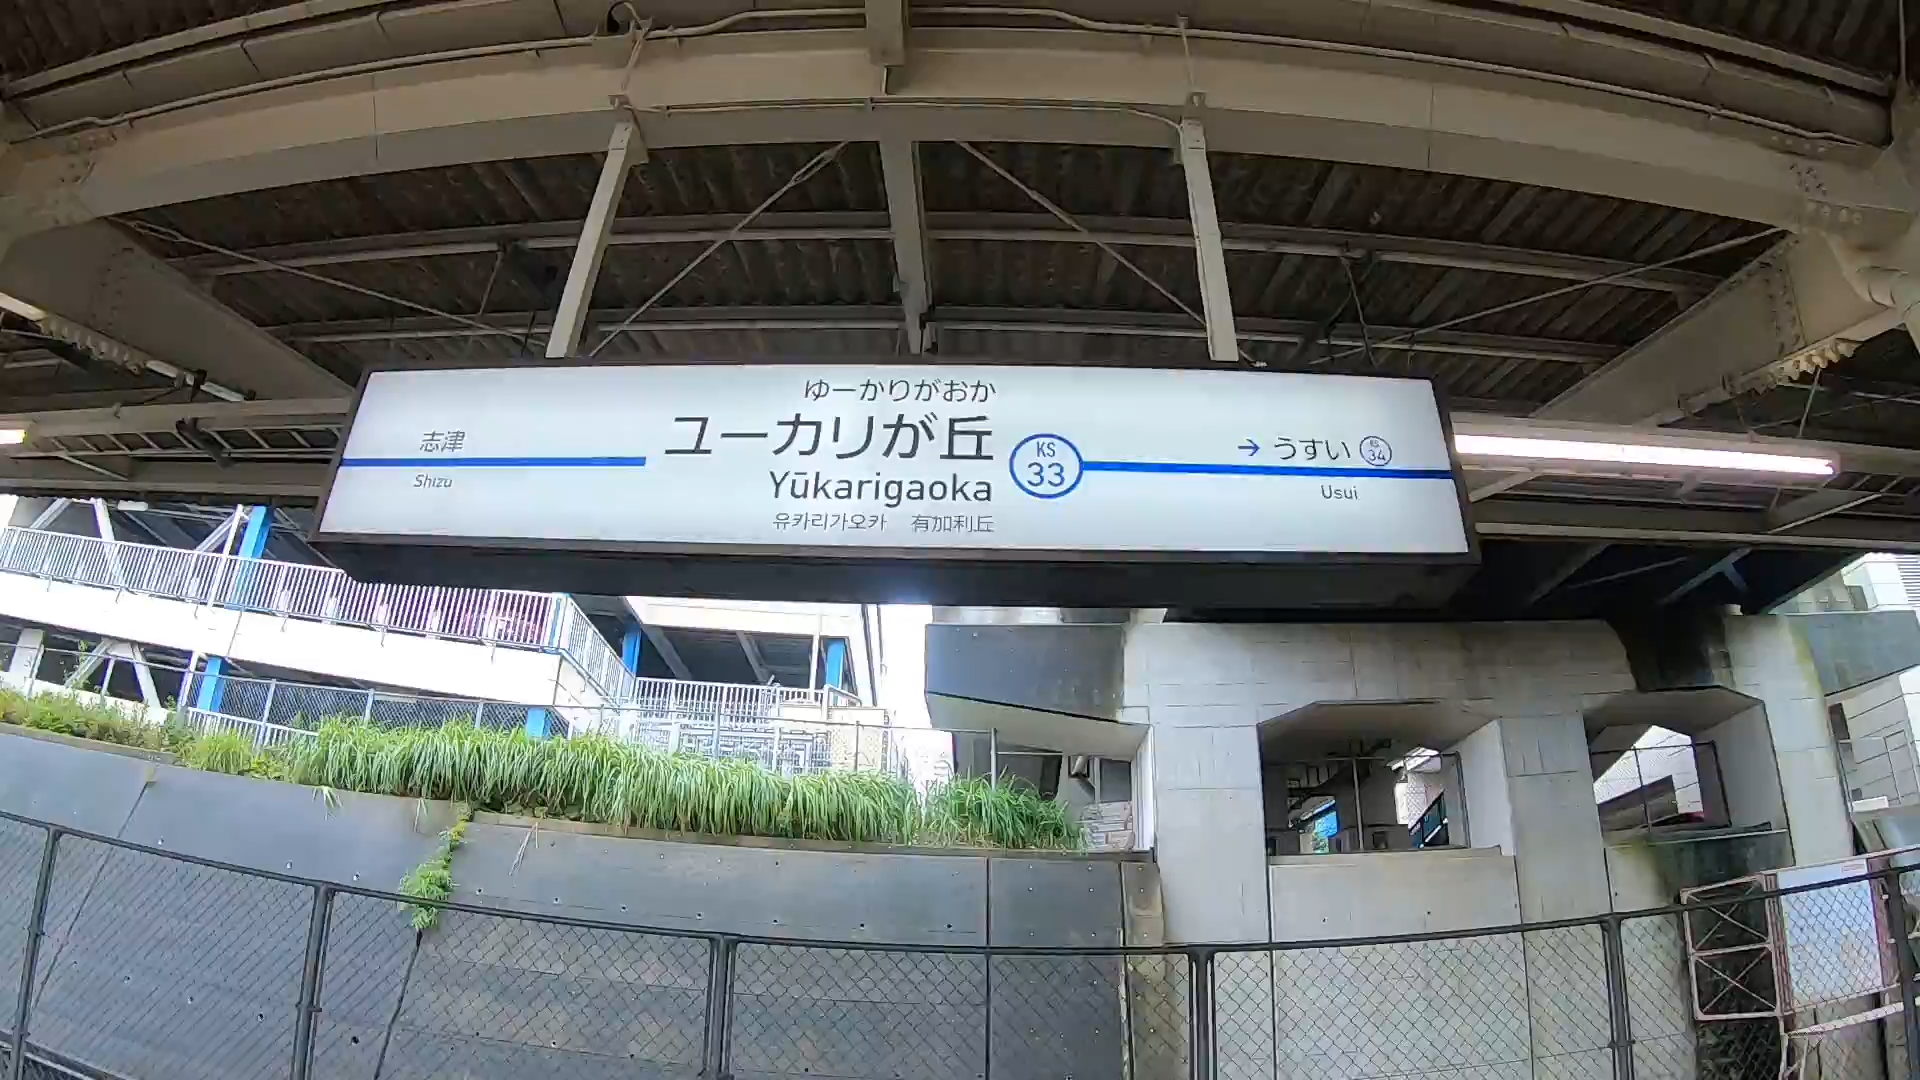 ゆーかりがおか
ユーカリが丘
Yūkarigaoka
유카리가오카 有加利丘
KS
33
志津
Shizu
→ うすい
KS
34
Usui